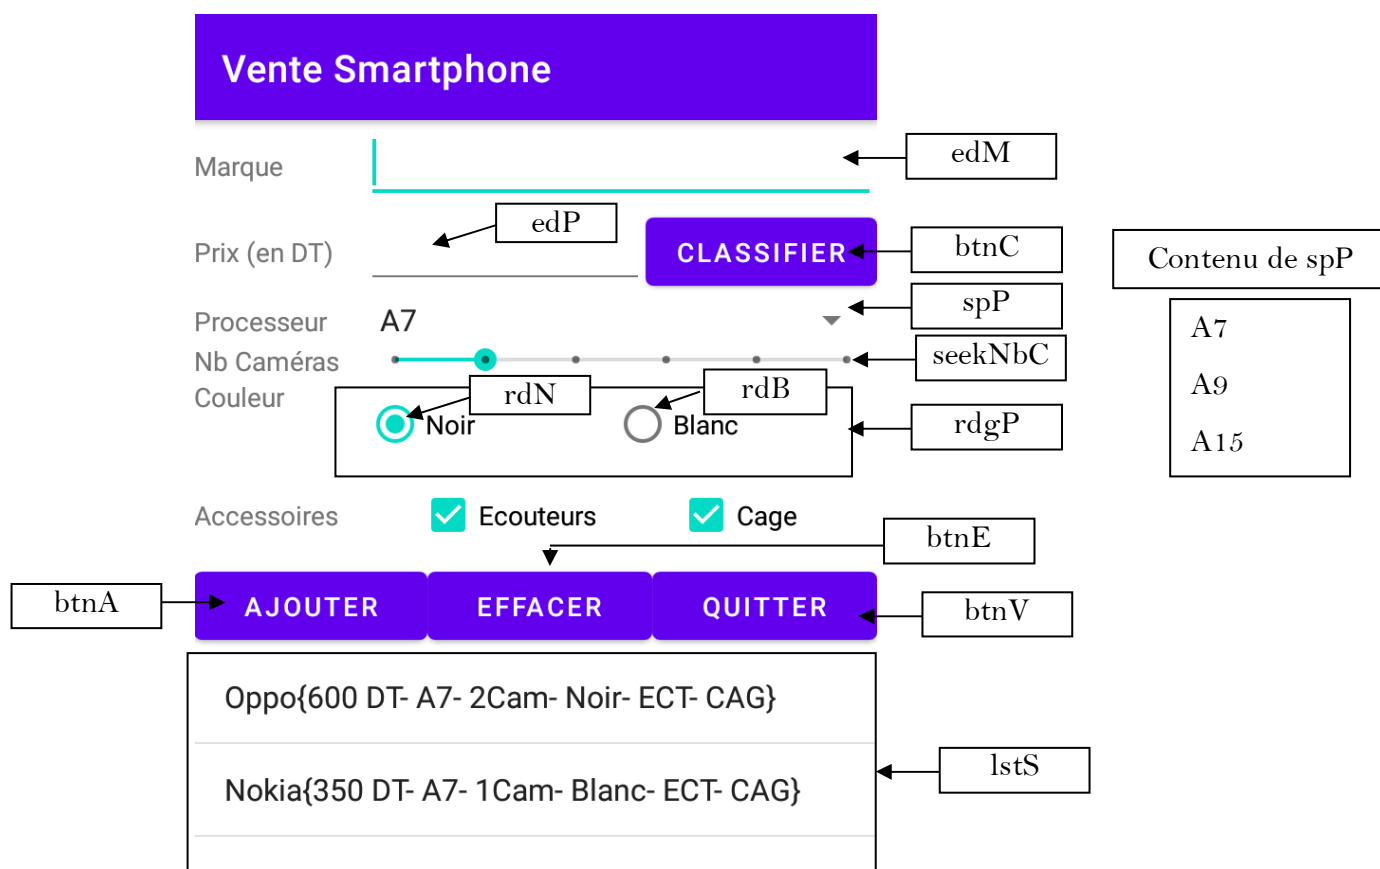 Vente Smartphone
Marque
edM
Prix (en DT)
edP
CLASSIFIER
btnC
Contenu de spP
Processeur
A7
spP
A7
Nb Caméras
seekNbC
A9
Couleur
rdN
rdB
Noir
Blanc
rdgP
A15
Accessoires
Ecouteurs
Cage
btnE
btnA
AJOUTER
EFFACER
QUITTER
btnV
Oppo{600 DT- A7- 2Cam- Noir- ECT- CAG}
Nokia{350 DT- A7- 1Cam- Blanc- ECT- CAG}
lstS